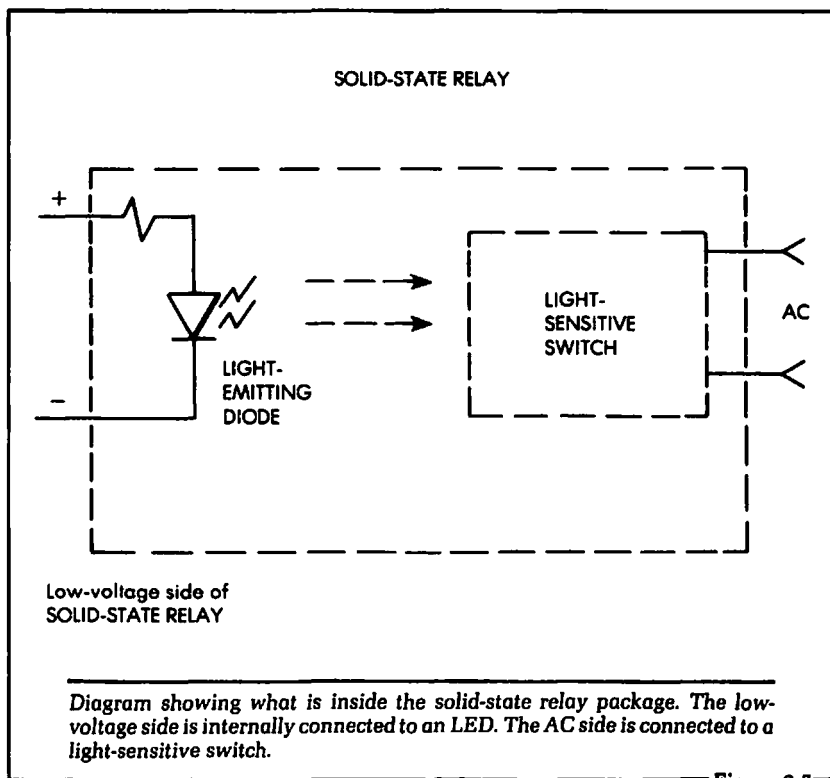 SOLID-STATE RELAY
+
LIGHT-
SENSITIVE
SWITCH
AC
LIGHT-
EMITTING
DIODE
–
Low-voltage side of
SOLID-STATE RELAY
Diagram showing what is inside the solid-state relay package. The low-
voltage side is internally connected to an LED. The AC side is connected to a
light-sensitive switch.